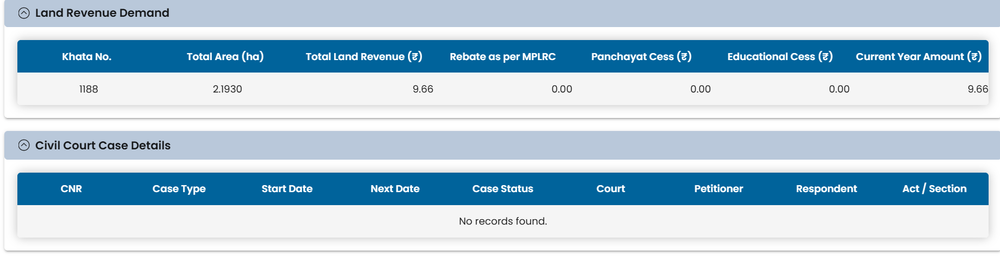 Land Revenue Demand
Khata No. Total Area (ha) Total Land Revenue (₹) Rebate as per MPLRC Panchayat Cess (₹) Educational Cess (₹) Current Year Amount (₹)
1188 2.1930 9.66 0.00 0.00 0.00 9.66
Civil Court Case Details
CNR Case Type Start Date Next Date Case Status Court Petitioner Respondent Act / Section
No records found.